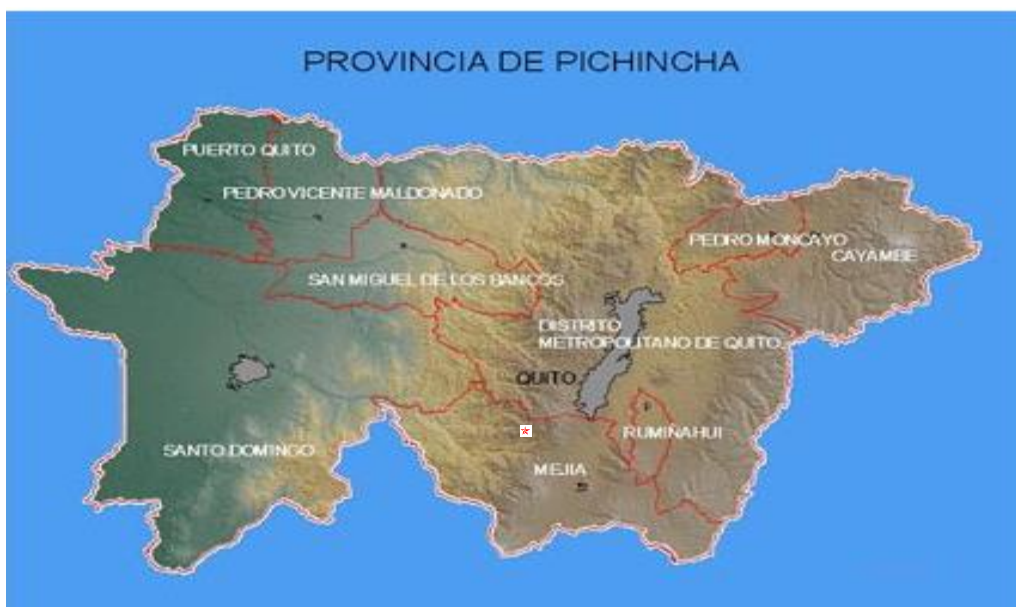 PROVINCIA DE PICHINCHA
PUERTO QUITO
PEDRO VICENTE MALDONADO
PEDRO MONCAYO
CAYAMBE
SAN MIGUEL DE LOS BANCOS
DISTRITO
METROPOLITANO DE QUITO
QUITO
RUMIÑAHUI
SANTO DOMINGO
MEJIA